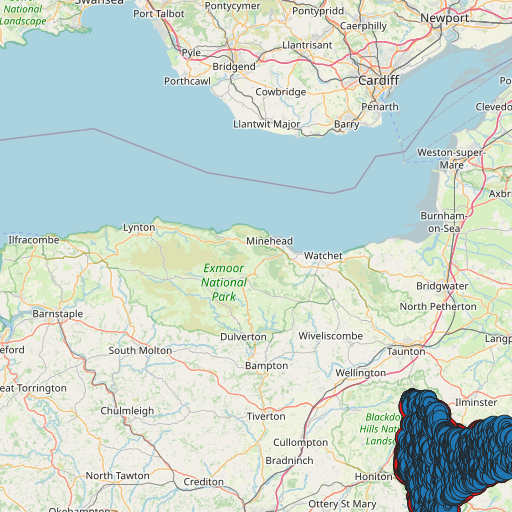 Swansea
Pontycymer
National
Landscape
Port Talbot
Pontypridd
Newport
Caerphilly
Pyle
Llantrisant
Bridgend
Porthcawl
Cardiff
Cowbridge
Penarth
Clevedo
Llantwit Major
Barry
Weston-super-
Mare
Axbr
Burnham-
on-Sea
Lynton
Ilfracombe
Minehead
Watchet
Exmoor
National
Park
Bridgwater
North Petherton
Barnstaple
Dulverton
Wiveliscombe
Langp
South Molton
Taunton
Bampton
Wellington
eat Torrington
Ilminster
Chulmleigh
Tiverton
Blackdo
Hills Nat
Landsc
Cullompton
Bradninch
North Tawton
Crediton
Honiton
Okehampton
Ottery St Mary